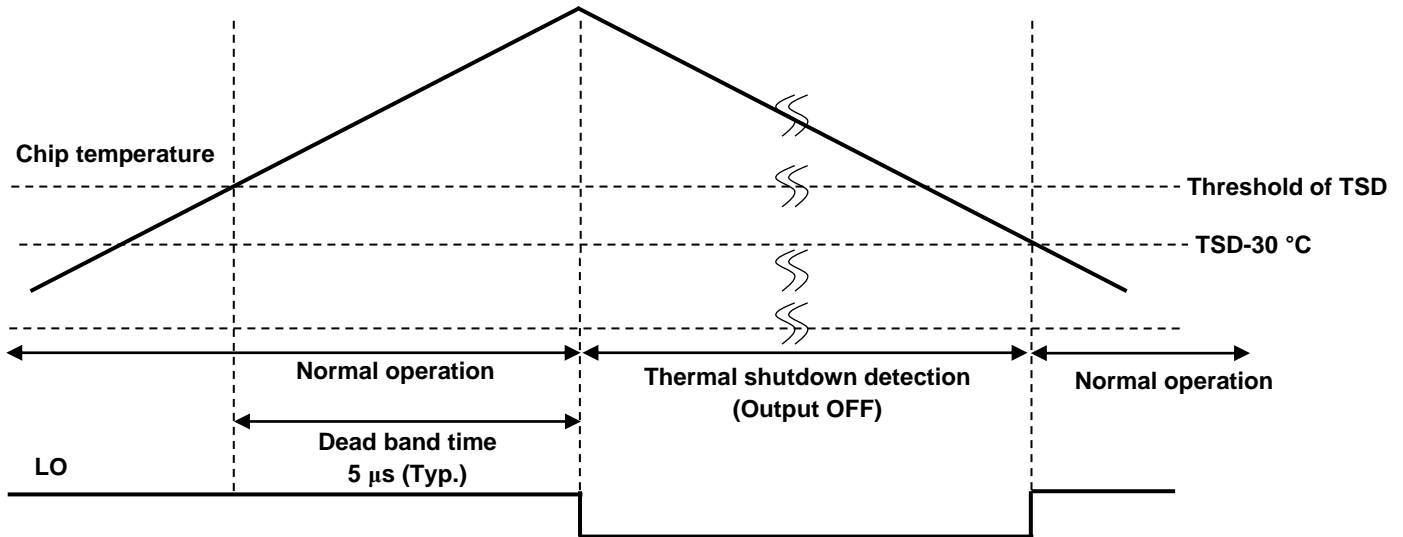 Chip temperature
Threshold of TSD
TSD-30 °C
Normal operation
Thermal shutdown detection
(Output OFF)
Normal operation
Dead band time
5 μs (Typ.)
LO